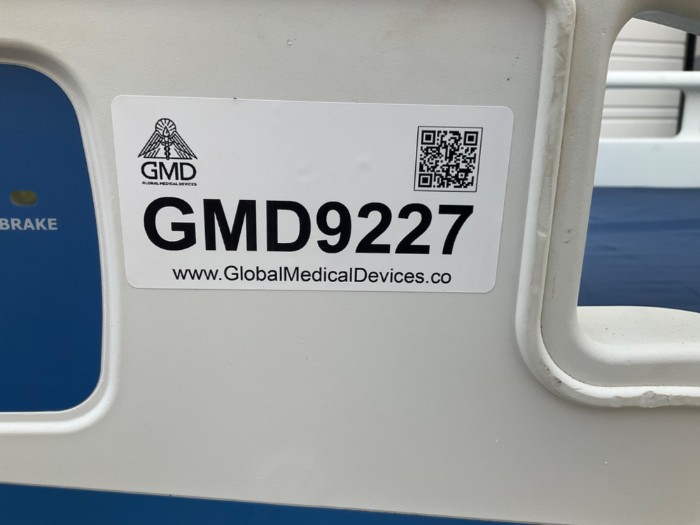 GMD
GLOBAL MEDICAL DEVICES
GMD9227
www.GlobalMedicalDevices.co
BRAKE